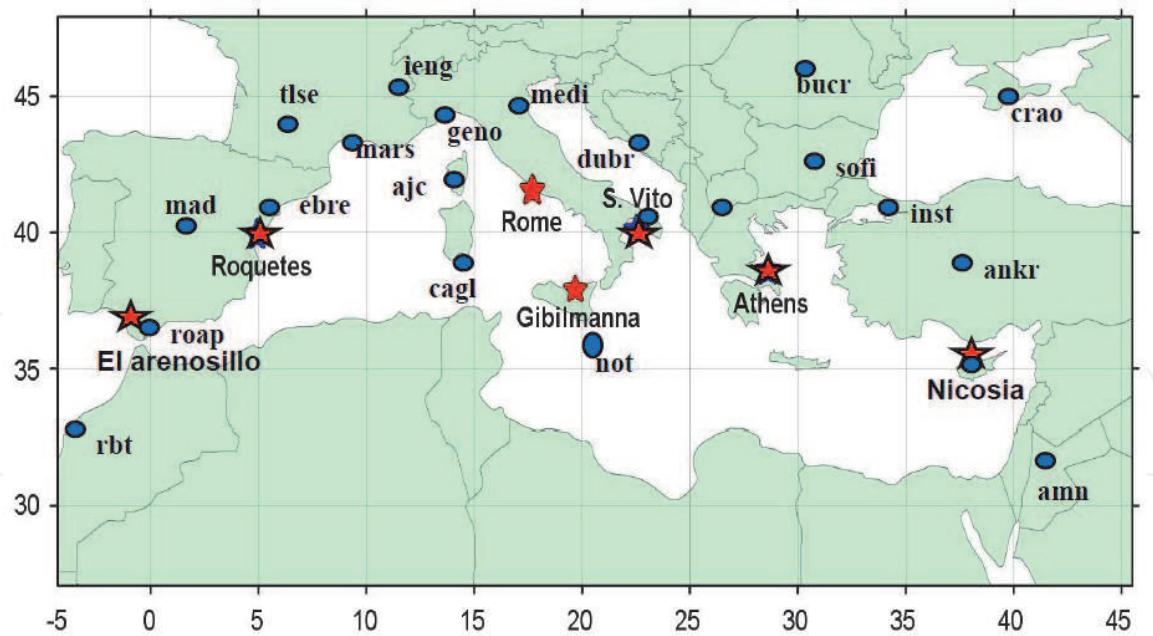 ieng
45
tlse
medi
bucr
crao
geno
mars
dubr
sofi
ajc
mad
ebre
S. Vito
inst
Rome
40
Roquetes
ankr
cagl
Athens
Gibilmanna
roap
El arenosillo
not
35
Nicosia
rbt
amn
30
-5 0 5 10 15 20 25 30 35 40 45